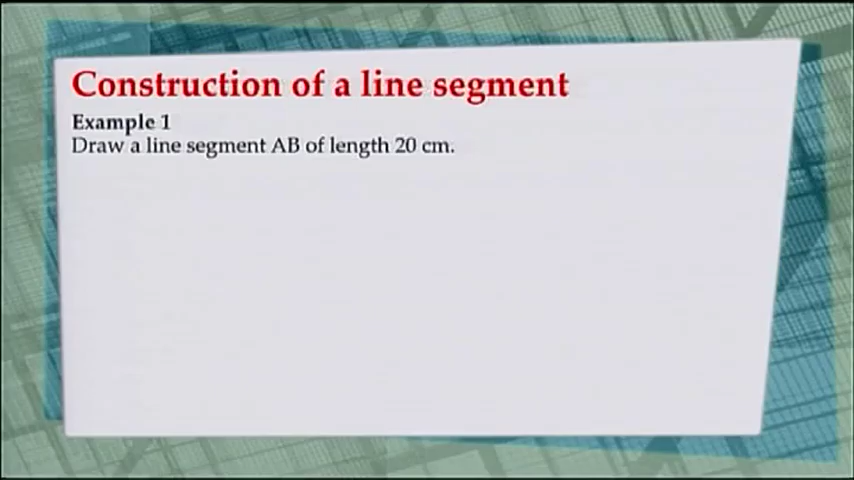 Construction of a line segment
Example 1
Draw a line segment AB of length 20 cm.